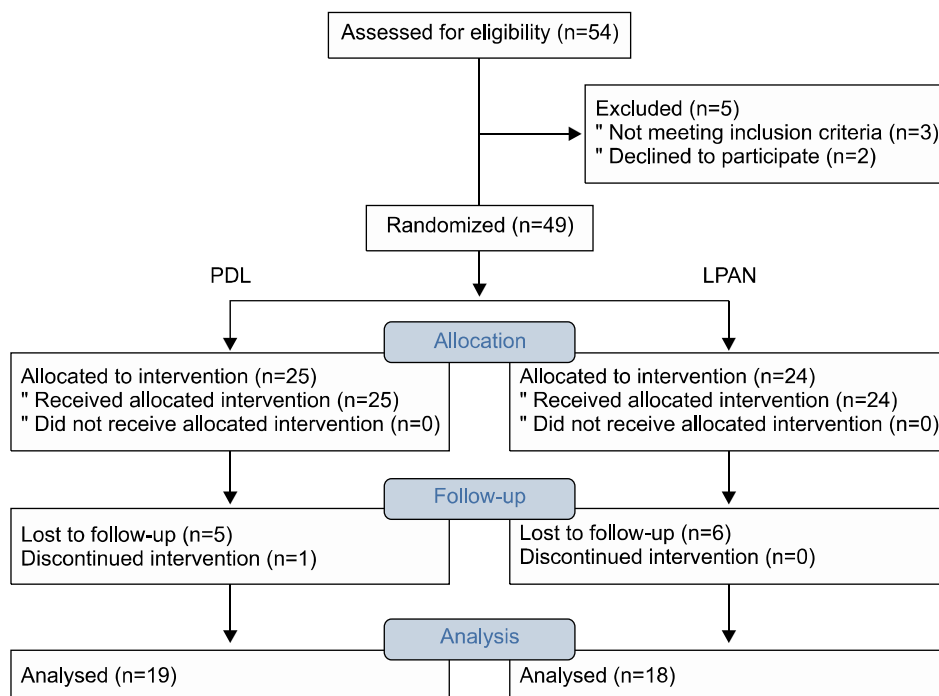 Assessed for eligibility (n=54)
Excluded (n=5)
" Not meeting inclusion criteria (n=3)
" Declined to participate (n=2)
Randomized (n=49)
PDL
LPAN
Allocation
Allocated to intervention (n=25)
" Received allocated intervention (n=25)
" Did not receive allocated intervention (n=0)
Allocated to intervention (n=24)
" Received allocated intervention (n=24)
" Did not receive allocated intervention (n=0)
Follow-up
Lost to follow-up (n=5)
Discontinued intervention (n=1)
Lost to follow-up (n=6)
Discontinued intervention (n=0)
Analysis
Analysed (n=19)
Analysed (n=18)